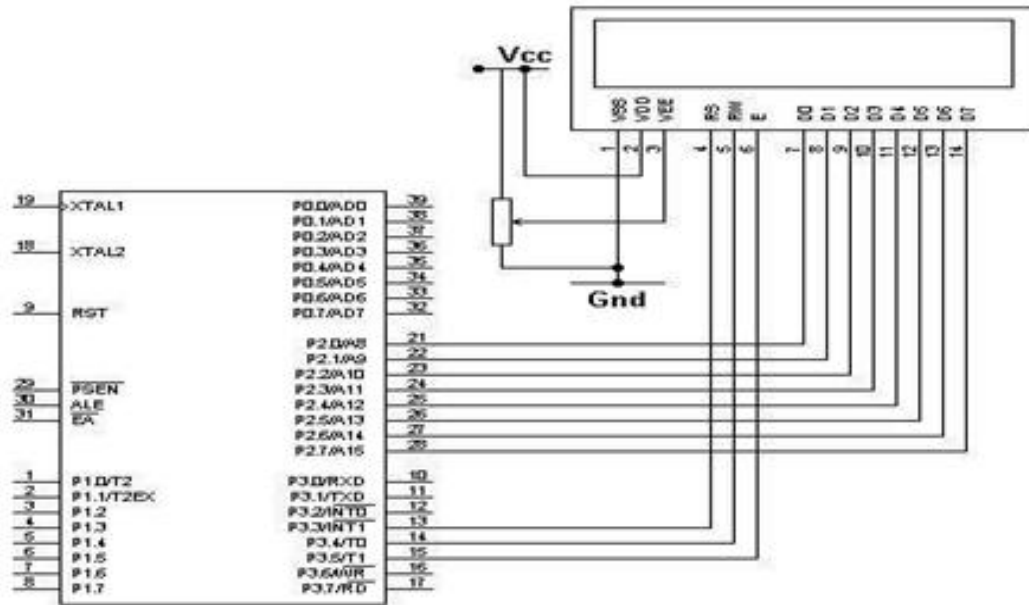 Vcc
VSS VDD VEE RS RW E D0 D1 D2 D3 D4 D5 D6 D7
1 2 3 4 5 6 7 8 9 10 11 12 13 14
Gnd
19 XTAL1
18 XTAL2
9 RST
29 PSEN
30 ALE
31 EA
1 P1.0/T2
2 P1.1/T2EX
3 P1.2
4 P1.3
5 P1.4
6 P1.5
7 P1.6
8 P1.7
P0.0/AD0 39
P0.1/AD1 38
P0.2/AD2 37
P0.3/AD3 36
P0.4/AD4 35
P0.5/AD5 34
P0.6/AD6 33
P0.7/AD7 32
P2.0/A8 21
P2.1/A9 22
P2.2/A10 23
P2.3/A11 24
P2.4/A12 25
P2.5/A13 26
P2.6/A14 27
P2.7/A15 28
P3.0/RXD 10
P3.1/TXD 11
P3.2/INT0 12
P3.3/INT1 13
P3.4/T0 14
P3.5/T1 15
P3.6/WR 16
P3.7/RD 17